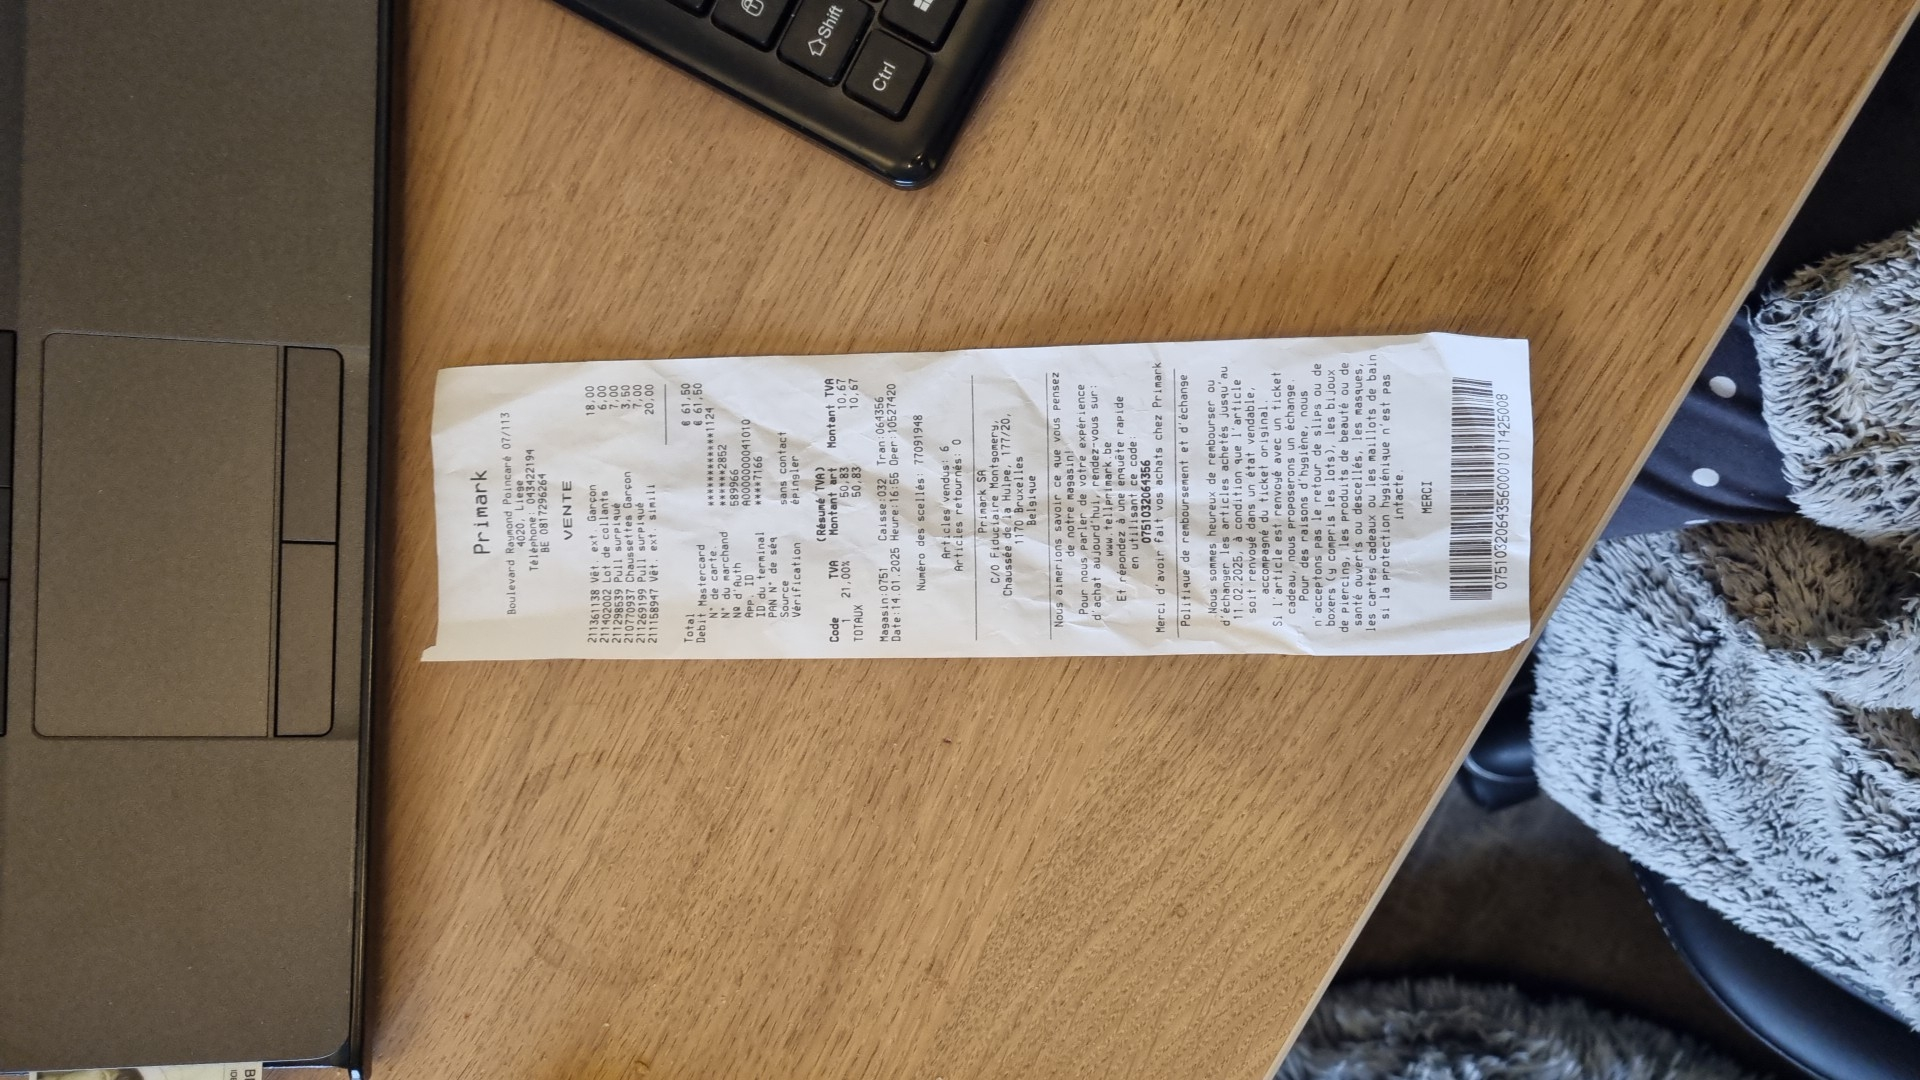 Primark
Boulevard Raymond Poincaré 07/113
4020, Liege
Téléphone: 043422194
BE 0817296264
VENTE
211361138 Vêt. ext. Garçon 18,00
211402002 Lot de collants 6,00
211298539 Pull surpiqué 7,00
210770937 Chaussettes Garçon 3,50
211269199 Pull surpiqué 7,00
211158947 Vêt. ext. simili 20,00
Total € 61,50
Debit Mastercard € 61,50
N° de carte. ************1124
N° du marchand ******2852
N° d'Auth 589966
App. ID A0000000041010
ID du terminal ****7166
PAN N° de séq
Source sans contact
Vérification épingler
(Résumé TVA)
Code TVA Montant art Montant TVA
1 21,00% 50,83 10,67
TOTAUX 50,83 10,67
Magasin:0751 Caisse:032 Tran:064356
Date:14.01.2025 Heure:16:55 Oper:10527420
Numéro des scellés: 77091948
Articles vendus: 6
Articles retournés: 0
Primark SA
C/O Fiduciaire Montgomery,
Chaussée de la Hulpe, 177/20,
1170 Bruxelles
Belgique
Nous aimerions savoir ce que vous pensez
de notre magasin!
Pour nous parler de votre expérience
d'achat aujourd'hui, rendez-vous sur:
www.tellprimark.be
Et répondez à une enquête rapide
en utilisant ce code:
0751032064356
Merci d'avoir fait vos achats chez Primark
Politique de remboursement et d'échange
Nous sommes heureux de rembourser ou
d'échanger les articles achetés jusqu'au
11.02.2025, à condition que l'article
soit renvoyé dans un état vendable,
accompagné du ticket original.
Si l'article est renvoyé avec un ticket
cadeau, nous proposerons un échange.
Pour des raisons d'hygiène, nous
n'acceptons pas le retour de slips ou de
boxers (y compris les lots), les bijoux
de piercing, les produits de beauté ou de
santé ouverts ou descellés, les masques,
les cartes cadeaux ou les maillots de bain
si la protection hygiénique n'est pas
intacte.
MERCI
Shift
Ctrl